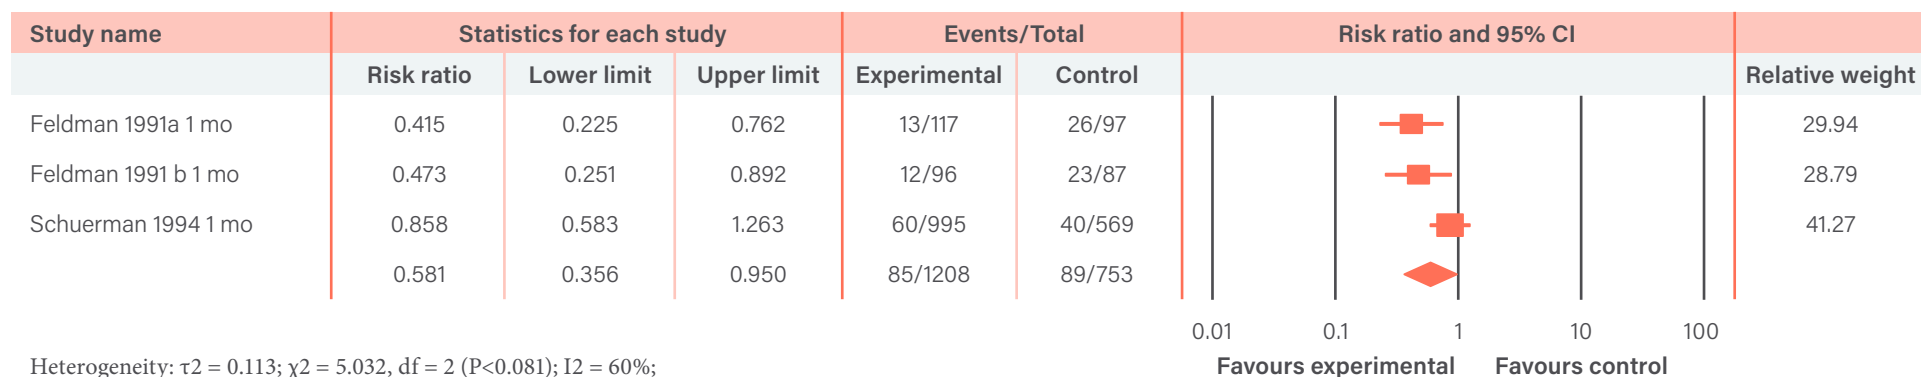 Study name Statistics for each study Events/Total Risk ratio and 95% CI
Risk ratio Lower limit Upper limit Experimental Control Relative weight
Feldman 1991a 1 mo 0.415 0.225 0.762 13/117 26/97 29.94
Feldman 1991 b 1 mo 0.473 0.251 0.892 12/96 23/87 28.79
Schuerman 1994 1 mo 0.858 0.583 1.263 60/995 40/569 41.27
0.581 0.356 0.950 85/1208 89/753
0.01 0.1 1 10 100
Heterogeneity: τ2 = 0.113; χ2 = 5.032, df = 2 (P<0.081); I2 = 60%; Favours experimental Favours control